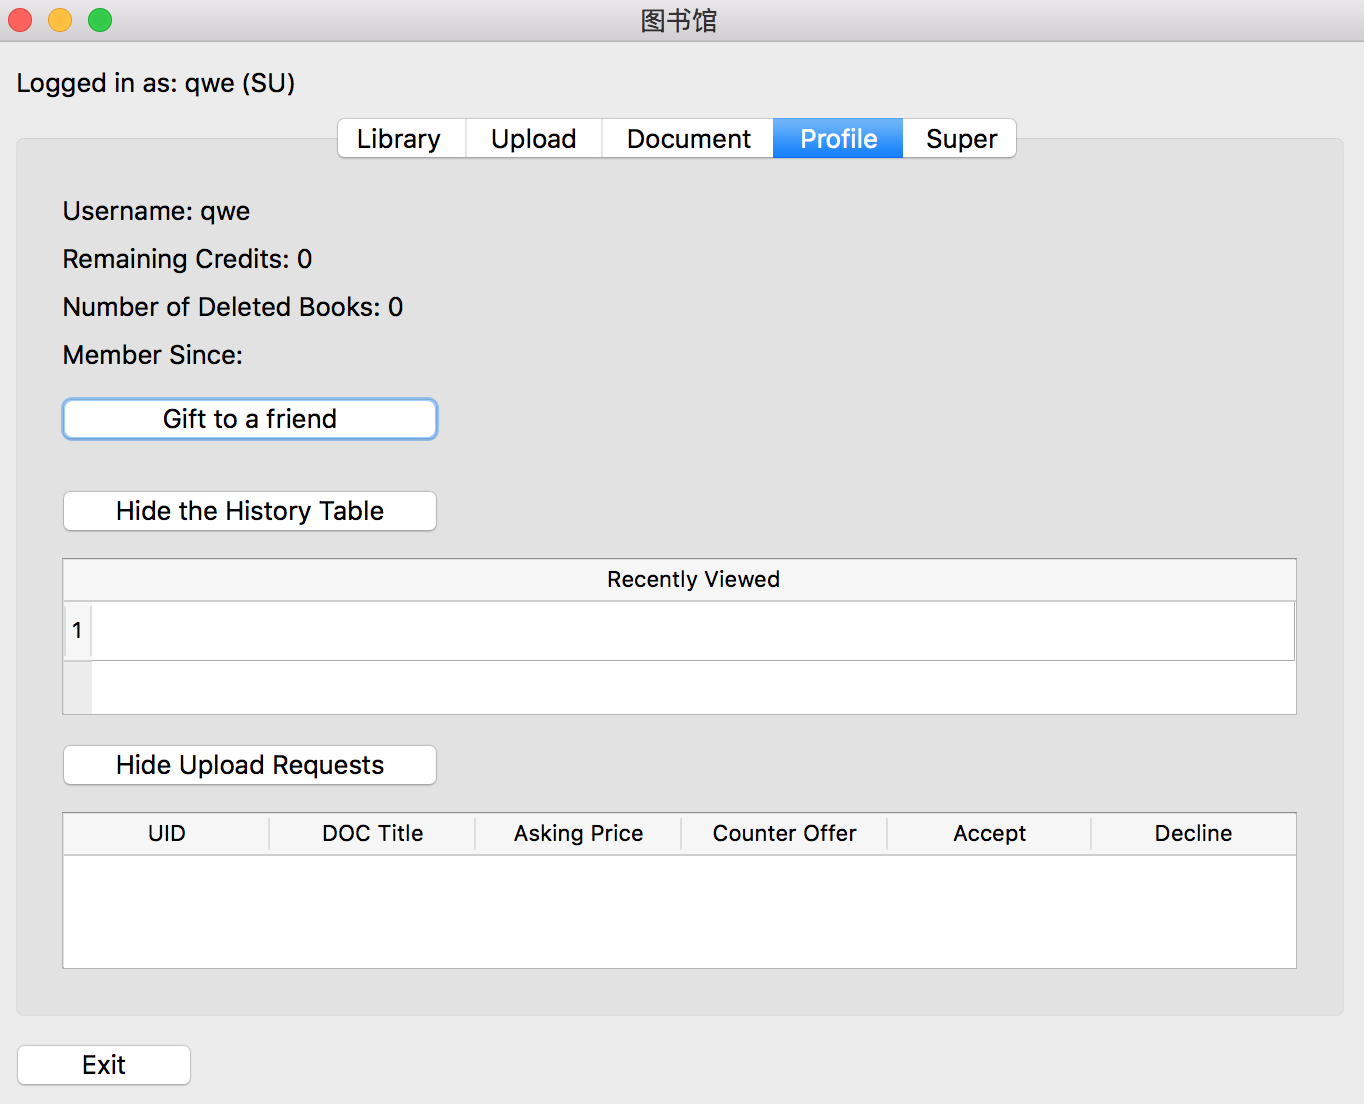 图书馆
Logged in as: qwe (SU)
Library Upload Document Profile Super
Username: qwe
Remaining Credits: 0
Number of Deleted Books: 0
Member Since:
Gift to a friend
Hide the History Table
Recently Viewed
1
Hide Upload Requests
UID DOC Title Asking Price Counter Offer Accept Decline
Exit